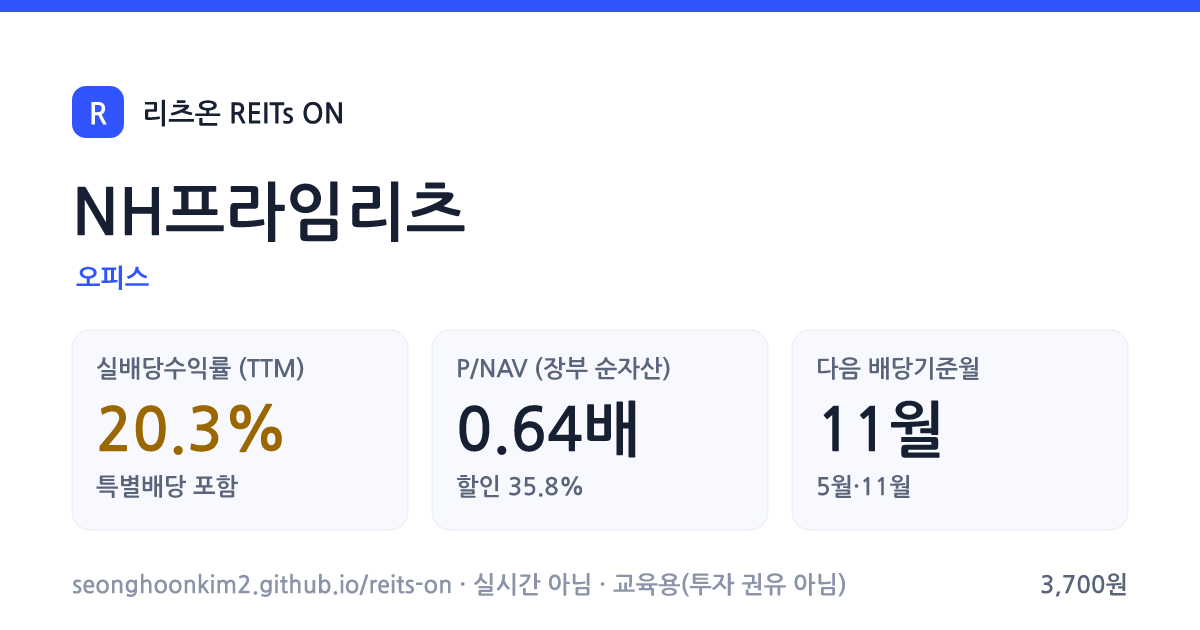 R 리츠온 REITs ON
NH프라임리츠
오피스
실배당수익률 (TTM)
20.3%
특별배당 포함
P/NAV (장부 순자산)
0.64배
할인 35.8%
다음 배당기준월
11월
5월·11월
seonghoonkim2.github.io/reits-on · 실시간 아님 · 교육용(투자 권유 아님)
3,700원